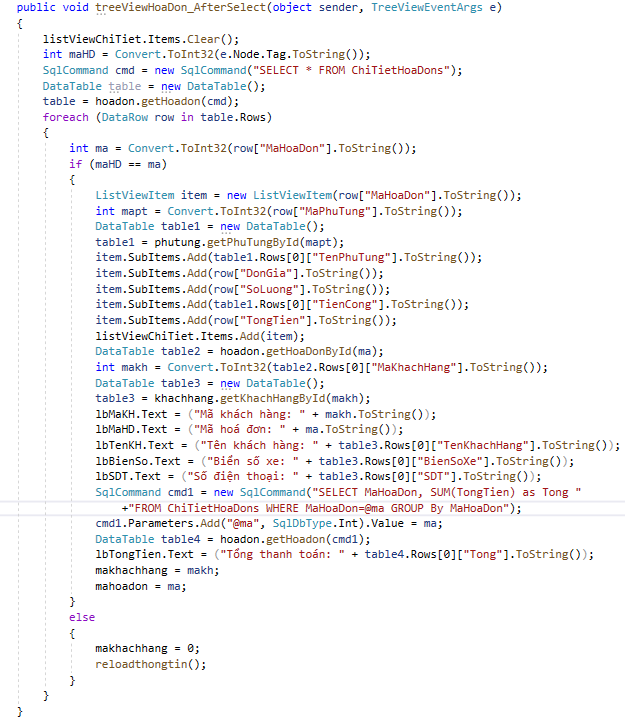 public void treeViewHoaDon_AfterSelect(object sender, TreeViewEventArgs e)
{
listViewChiTiet.Items.Clear();
int maHD = Convert.ToInt32(e.Node.Tag.ToString());
SqlCommand cmd = new SqlCommand("SELECT * FROM ChiTietHoaDons");
DataTable table = new DataTable();
table = hoadon.getHoadon(cmd);
foreach (DataRow row in table.Rows)
{
int ma = Convert.ToInt32(row["MaHoaDon"].ToString());
if (maHD == ma)
{
ListViewItem item = new ListViewItem(row["MaHoaDon"].ToString());
int mapt = Convert.ToInt32(row["MaPhuTung"].ToString());
DataTable table1 = new DataTable();
table1 = phutung.getPhuTungById(mapt);
item.SubItems.Add(table1.Rows[0]["TenPhuTung"].ToString());
item.SubItems.Add(row["DonGia"].ToString());
item.SubItems.Add(row["SoLuong"].ToString());
item.SubItems.Add(table1.Rows[0]["TienCong"].ToString());
item.SubItems.Add(row["TongTien"].ToString());
listViewChiTiet.Items.Add(item);
DataTable table2 = hoadon.getHoaDonById(ma);
int makh = Convert.ToInt32(table2.Rows[0]["MaKhachHang"].ToString());
DataTable table3 = new DataTable();
table3 = khachhang.getKhachHangById(makh);
lbMaKH.Text = ("Mã khách hàng: " + makh.ToString());
lbMaHD.Text = ("Mã hoá đơn: " + ma.ToString());
lbTenKH.Text = ("Tên khách hàng: " + table3.Rows[0]["TenKhachHang"].ToString());
lbBienSo.Text = ("Biển số xe: " + table3.Rows[0]["BienSoXe"].ToString());
lbSDT.Text = ("Số điện thoại: " + table3.Rows[0]["SDT"].ToString());
SqlCommand cmd1 = new SqlCommand("SELECT MaHoaDon, SUM(TongTien) as Tong "
+"FROM ChiTietHoaDons WHERE MaHoaDon=@ma GROUP By MaHoaDon");
cmd1.Parameters.Add("@ma", SqlDbType.Int).Value = ma;
DataTable table4 = hoadon.getHoadon(cmd1);
lbTongTien.Text = ("Tổng thanh toán: " + table4.Rows[0]["Tong"].ToString());
makhachhang = makh;
mahoadon = ma;
}
else
{
makhachhang = 0;
reloadthongtin();
}
}
}